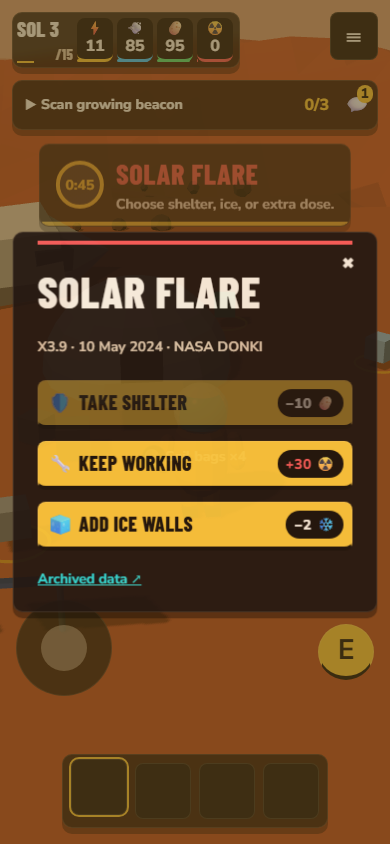 SOL 3
/15
11
85
95
0
▶ Scan growing beacon
0/3
1
0:45
SOLAR FLARE
Choose shelter, ice, or extra dose.
SOLAR FLARE
X3.9 · 10 May 2024 · NASA DONKI
TAKE SHELTER
−10
KEEP WORKING
+30
ADD ICE WALLS
−2
Archived data ↗
E